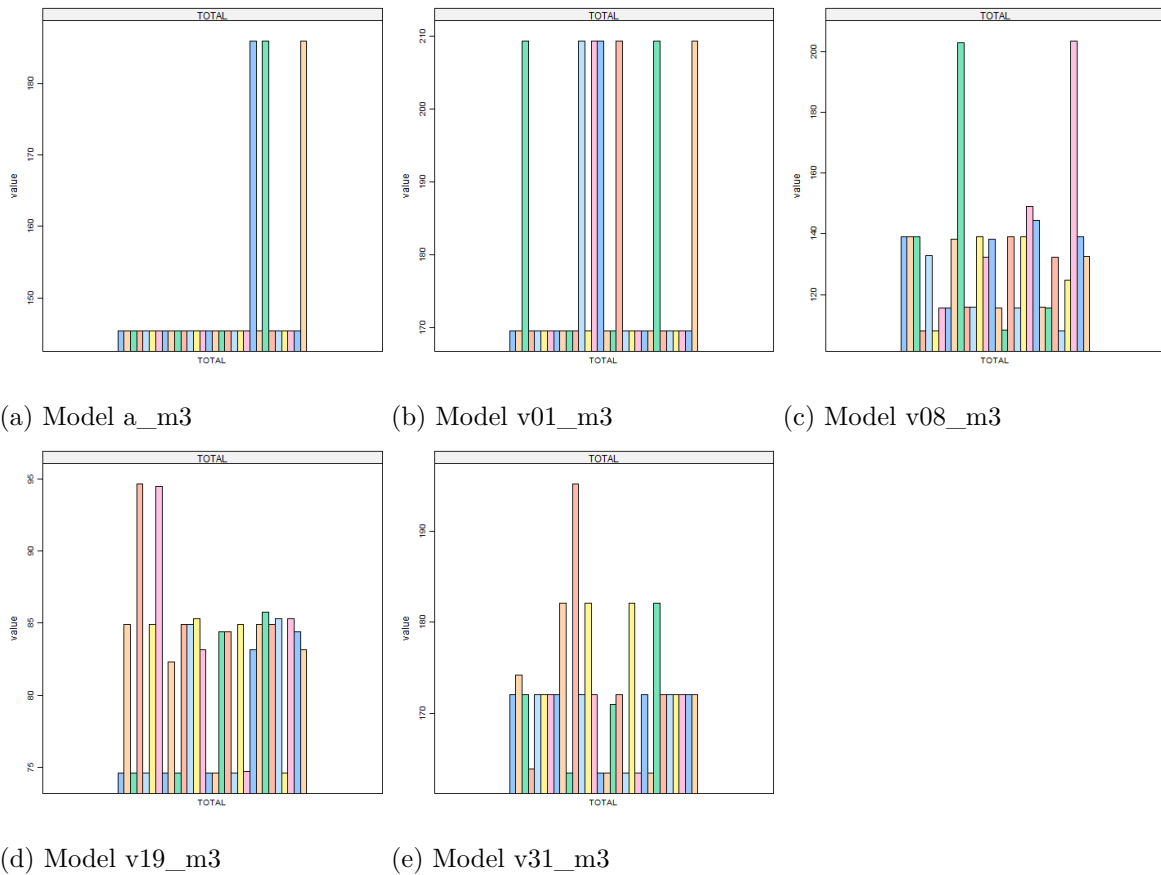 TOTAL
value
180
170
160
150
TOTAL
(a) Model a_m3
TOTAL
value
210
200
190
180
170
TOTAL
(b) Model v01_m3
TOTAL
value
200
180
160
140
120
TOTAL
(c) Model v08_m3
TOTAL
value
95
90
85
80
75
TOTAL
(d) Model v19_m3
TOTAL
value
190
180
170
TOTAL
(e) Model v31_m3